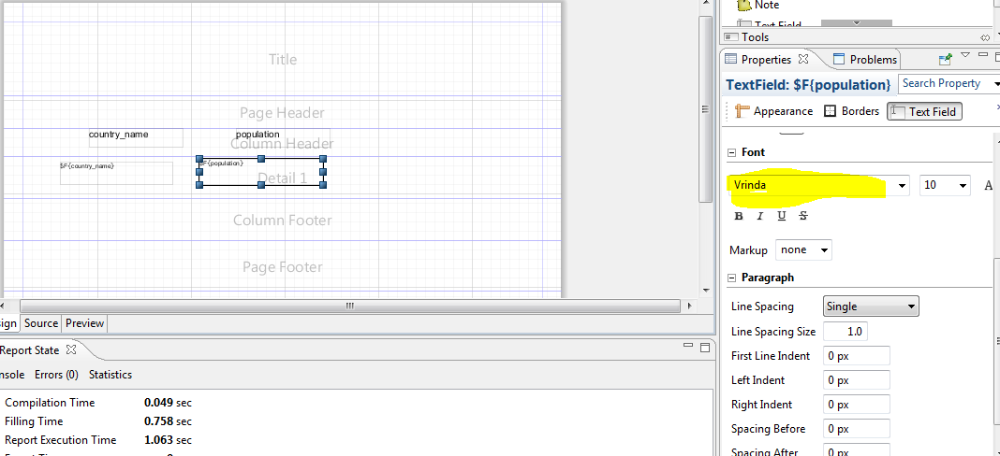 Note
Text Field
Tools
Title
Page Header
country_name
population
Column Header
$F{country_name}
$F{population}
Detail 1
Column Footer
Page Footer
Properties
Problems
TextField: $F{population}
Search Property
Appearance
Borders
Text Field
Font
Vrinda
10
A
B I U S
Markup
none
Paragraph
Line Spacing
Single
Line Spacing Size
1.0
First Line Indent
0 px
Left Indent
0 px
Right Indent
0 px
Spacing Before
0 px
Spacing After
0 px
sign Source Preview
Report State
nsole Errors (0) Statistics
Compilation Time 0.049 sec
Filling Time 0.758 sec
Report Execution Time 1.063 sec